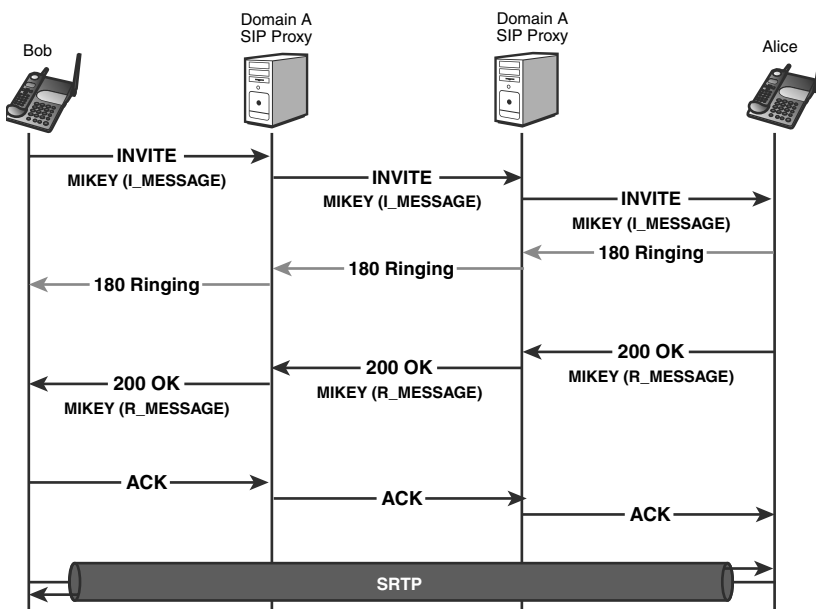 Domain A
SIP Proxy
Domain A
SIP Proxy
Bob
Alice
INVITE
MIKEY (I_MESSAGE)
INVITE
MIKEY (I_MESSAGE)
INVITE
MIKEY (I_MESSAGE)
180 Ringing
180 Ringing
180 Ringing
200 OK
MIKEY (R_MESSAGE)
200 OK
MIKEY (R_MESSAGE)
200 OK
MIKEY (R_MESSAGE)
ACK
ACK
ACK
SRTP